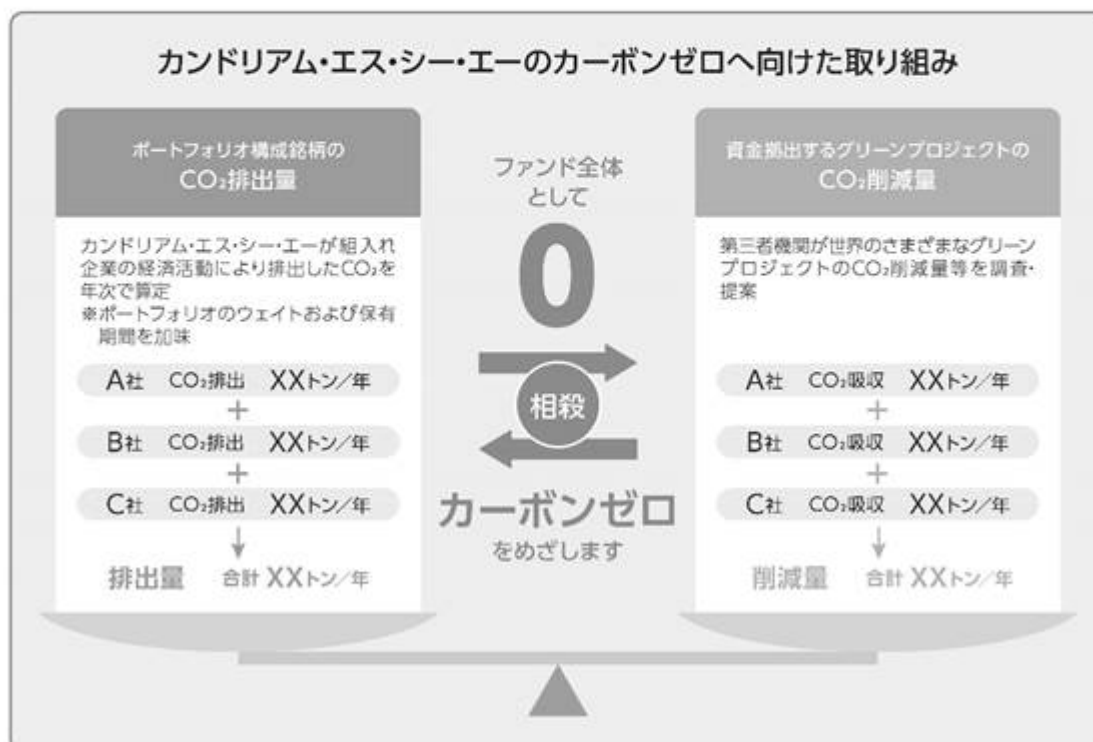 カンドリアム・エス・シー・エーのカーボンゼロへ向けた取り組み
ポートフォリオ構成銘柄の
CO₂排出量
カンドリアム・エス・シー・エーが組入れ
企業の経済活動により排出したCO₂を
年次で算定
※ポートフォリオのウェイトおよび保有
期間を加味
A社 CO₂排出 XXトン/年
+
B社 CO₂排出 XXトン/年
+
C社 CO₂排出 XXトン/年
↓
排出量 合計 XXトン/年
ファンド全体
として
0
相殺
カーボンゼロ
をめざします
資金拠出するグリーンプロジェクトの
CO₂削減量
第三者機関が世界のさまざまなグリーン
プロジェクトのCO₂削減量等を調査・
提案
A社 CO₂吸収 XXトン/年
+
B社 CO₂吸収 XXトン/年
+
C社 CO₂吸収 XXトン/年
↓
削減量 合計 XXトン/年